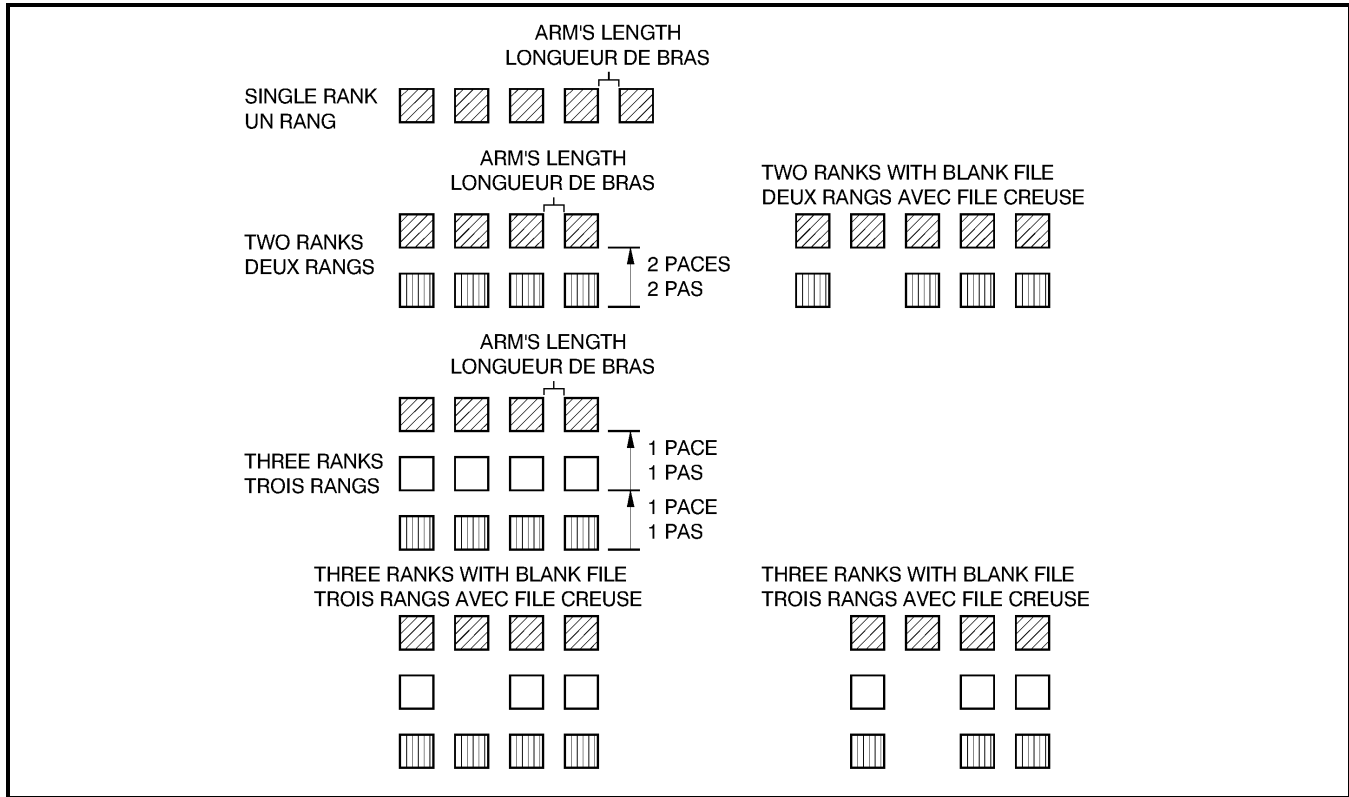 ARM'S LENGTH
LONGUEUR DE BRAS
SINGLE RANK
UN RANG
ARM'S LENGTH
LONGUEUR DE BRAS
TWO RANKS WITH BLANK FILE
DEUX RANGS AVEC FILE CREUSE
TWO RANKS
DEUX RANGS
2 PACES
2 PAS
ARM'S LENGTH
LONGUEUR DE BRAS
THREE RANKS
TROIS RANGS
1 PACE
1 PAS
1 PACE
1 PAS
THREE RANKS WITH BLANK FILE
TROIS RANGS AVEC FILE CREUSE
THREE RANKS WITH BLANK FILE
TROIS RANGS AVEC FILE CREUSE